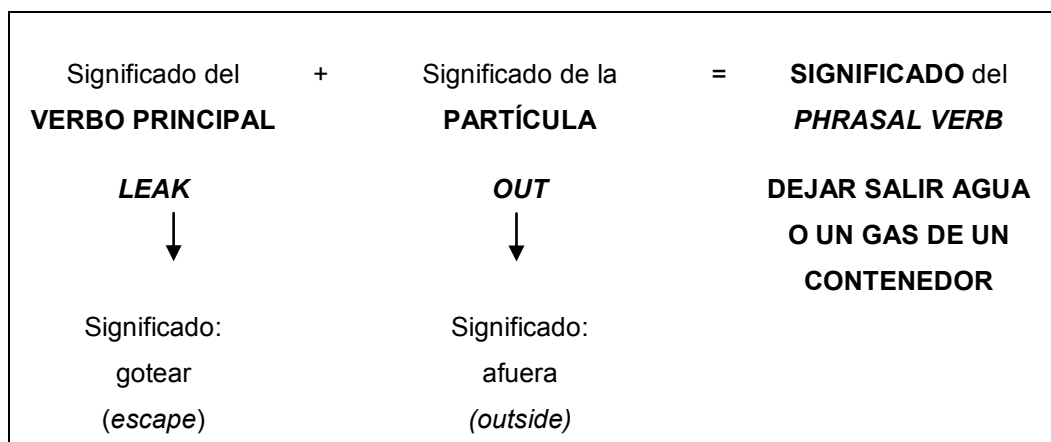 Significado del + Significado de la = SIGNIFICADO del
VERBO PRINCIPAL PARTÍCULA PHRASAL VERB
LEAK OUT DEJAR SALIR AGUA
O UN GAS DE UN
CONTENEDOR
Significado: Significado:
gotear afuera
(escape) (outside)